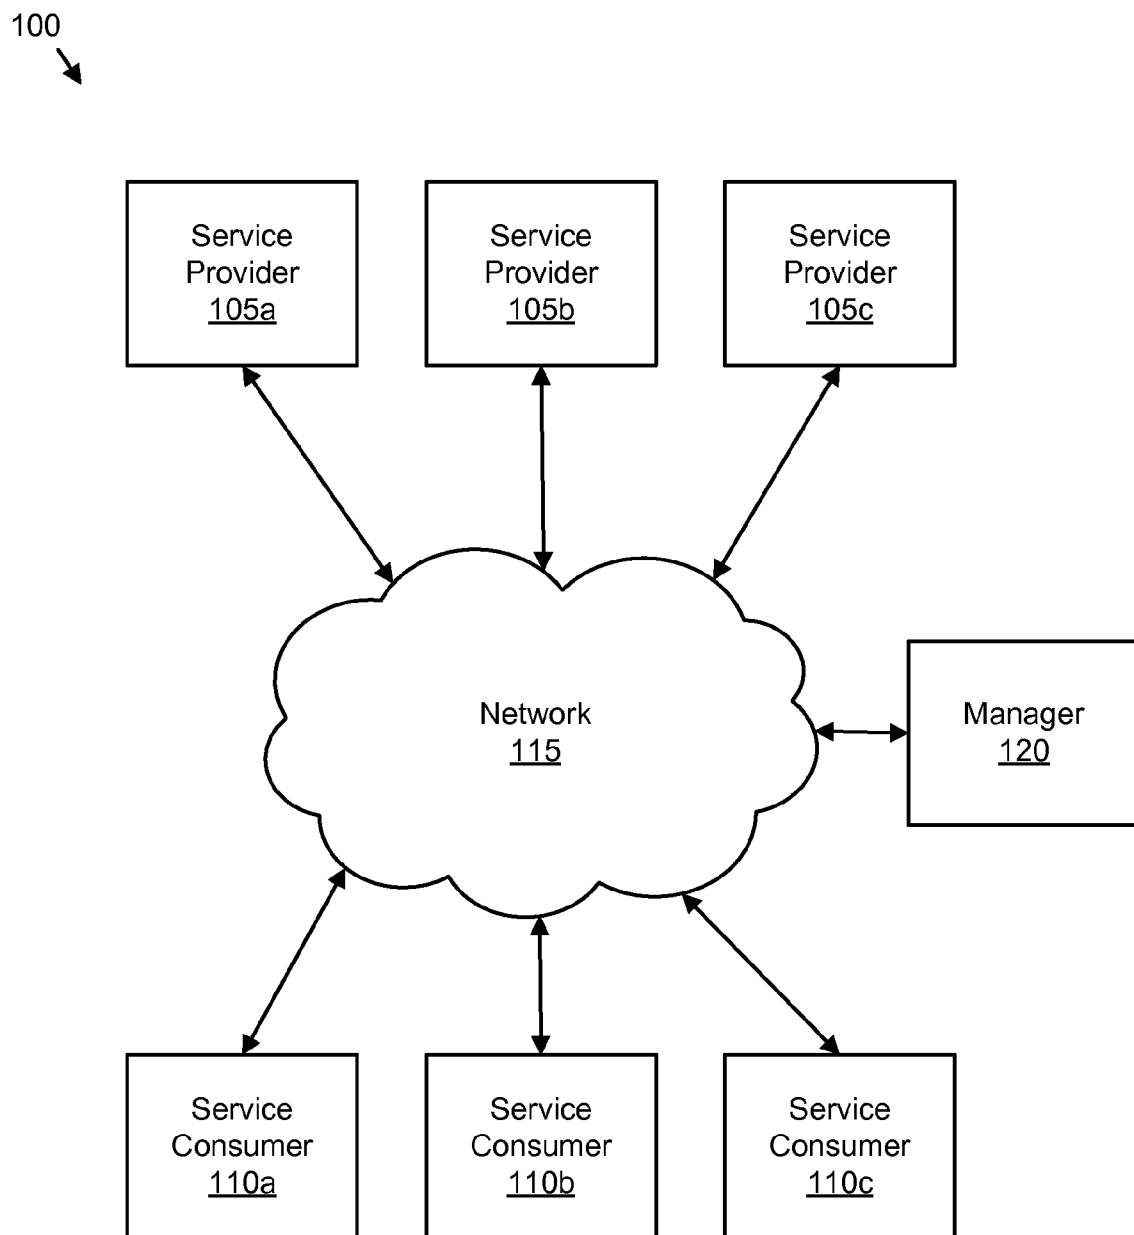 100
Service
Provider
105a
Service
Provider
105b
Service
Provider
105c
Network
115
Manager
120
Service
Consumer
110a
Service
Consumer
110b
Service
Consumer
110c